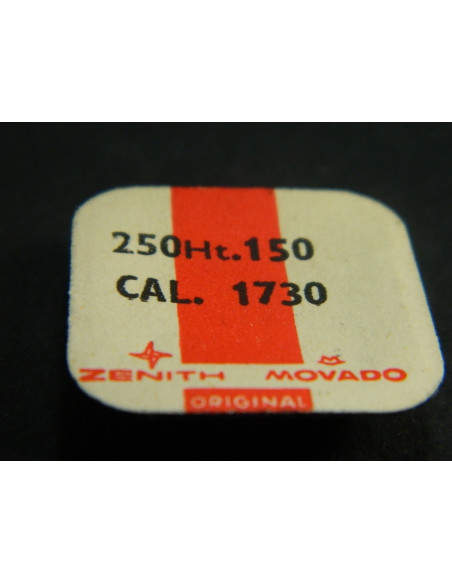 250Ht.150
CAL. 1730
ZENITH MOVADO
ORIGINAL